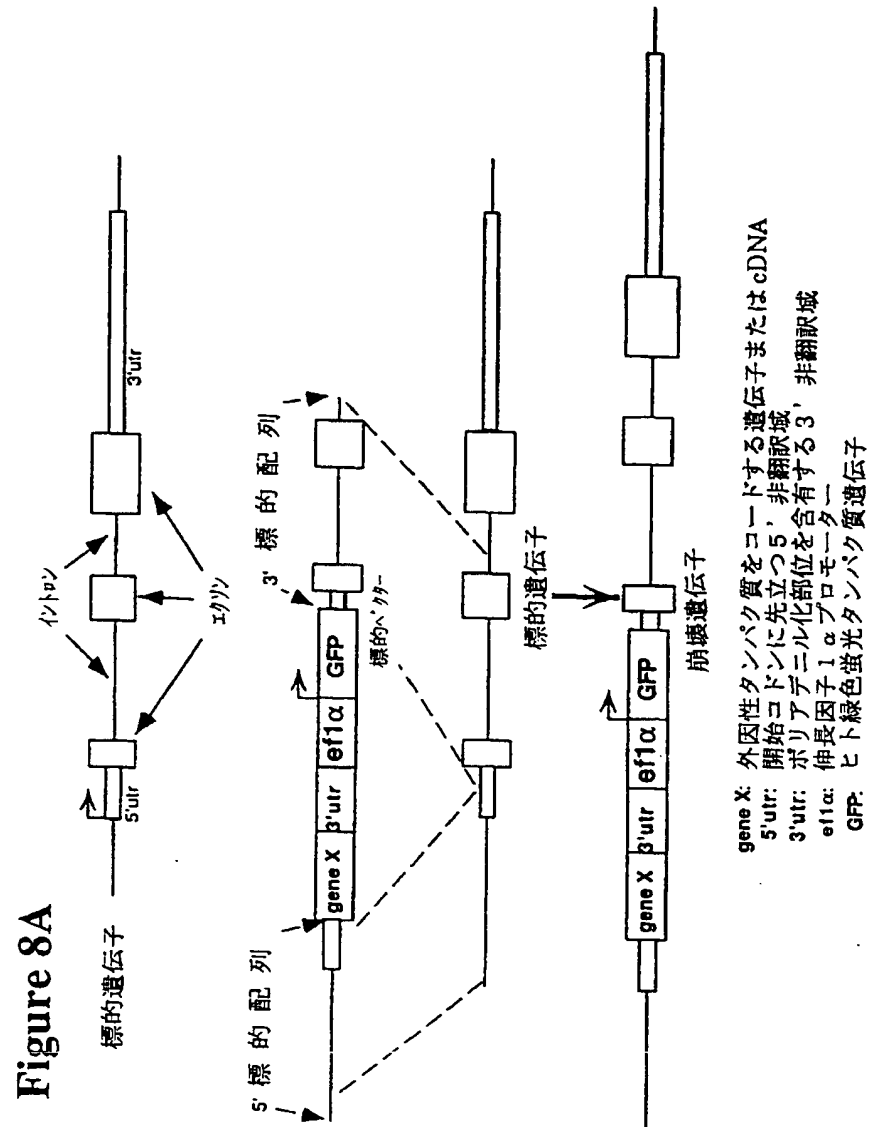 Figure 8A
標的遺伝子
イントロン
5'utr
3'utr
エクソン
5' 標的配列
3' 標的配列
gene X 3'utr ef1α GFP
標的ベクター
標的遺伝子
gene X 3'utr ef1α GFP
崩壊遺伝子
gene X: 外因性タンパク質をコードする遺伝子またはcDNA
5'utr: 開始コドンに先立つ5'非翻訳域
3'utr: ポリアデニル化部位を含有する3'非翻訳域
ef1α: 伸長因子1αプロモーター
GFP: ヒト緑色蛍光タンパク質遺伝子